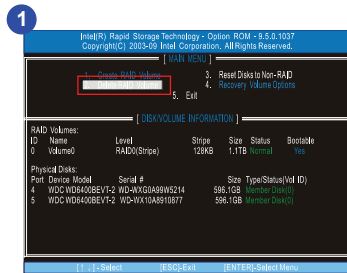 1
Intel(R) Rapid Storage Technology - Option ROM - 9.5.0.1037
Copyright(C) 2003-09 Intel Corporation. All Rights Reserved.
[ MAIN MENU ]
1. Create RAID Volume 3. Reset Disks to Non-RAID
2. Delete RAID Volume 4. Recovery Volume Options
5. Exit
[ DISK/VOLUME INFORMATION ]
RAID Volumes:
ID Name Level Stripe Size Status Bootable
0 Volume0 RAID0(Stripe) 128KB 1.1TB Normal Yes
Physical Disks:
Port Device Model Serial # Size Type/Status(Vol ID)
4 WDC WD6400BEVT-2 WD-WXG0A99W5214 596.1GB Member Disk(0)
5 WDC WD6400BEVT-2 WD-WX10A8910877 596.1GB Member Disk(0)
[↑↓]-Select [ESC]-Exit [ENTER]-Select Menu